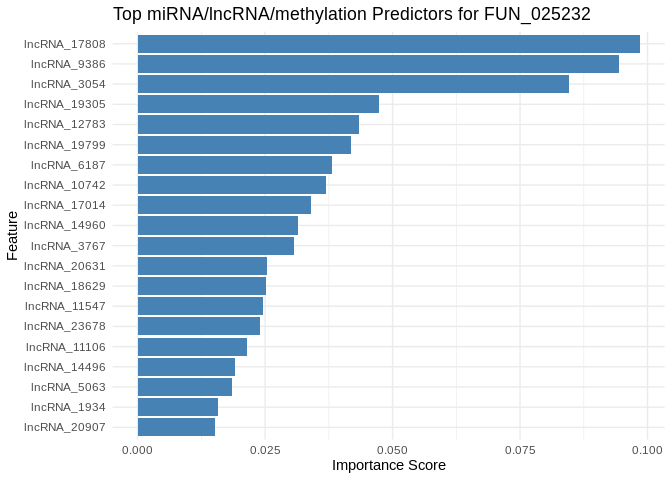 Top miRNA/lncRNA/methylation Predictors for FUN_025232
Feature
lncRNA_17808
lncRNA_9386
lncRNA_3054
lncRNA_19305
lncRNA_12783
lncRNA_19799
lncRNA_6187
lncRNA_10742
lncRNA_17014
lncRNA_14960
lncRNA_3767
lncRNA_20631
lncRNA_18629
lncRNA_11547
lncRNA_23678
lncRNA_11106
lncRNA_14496
lncRNA_5063
lncRNA_1934
lncRNA_20907
0.000 0.025 0.050 0.075 0.100
Importance Score